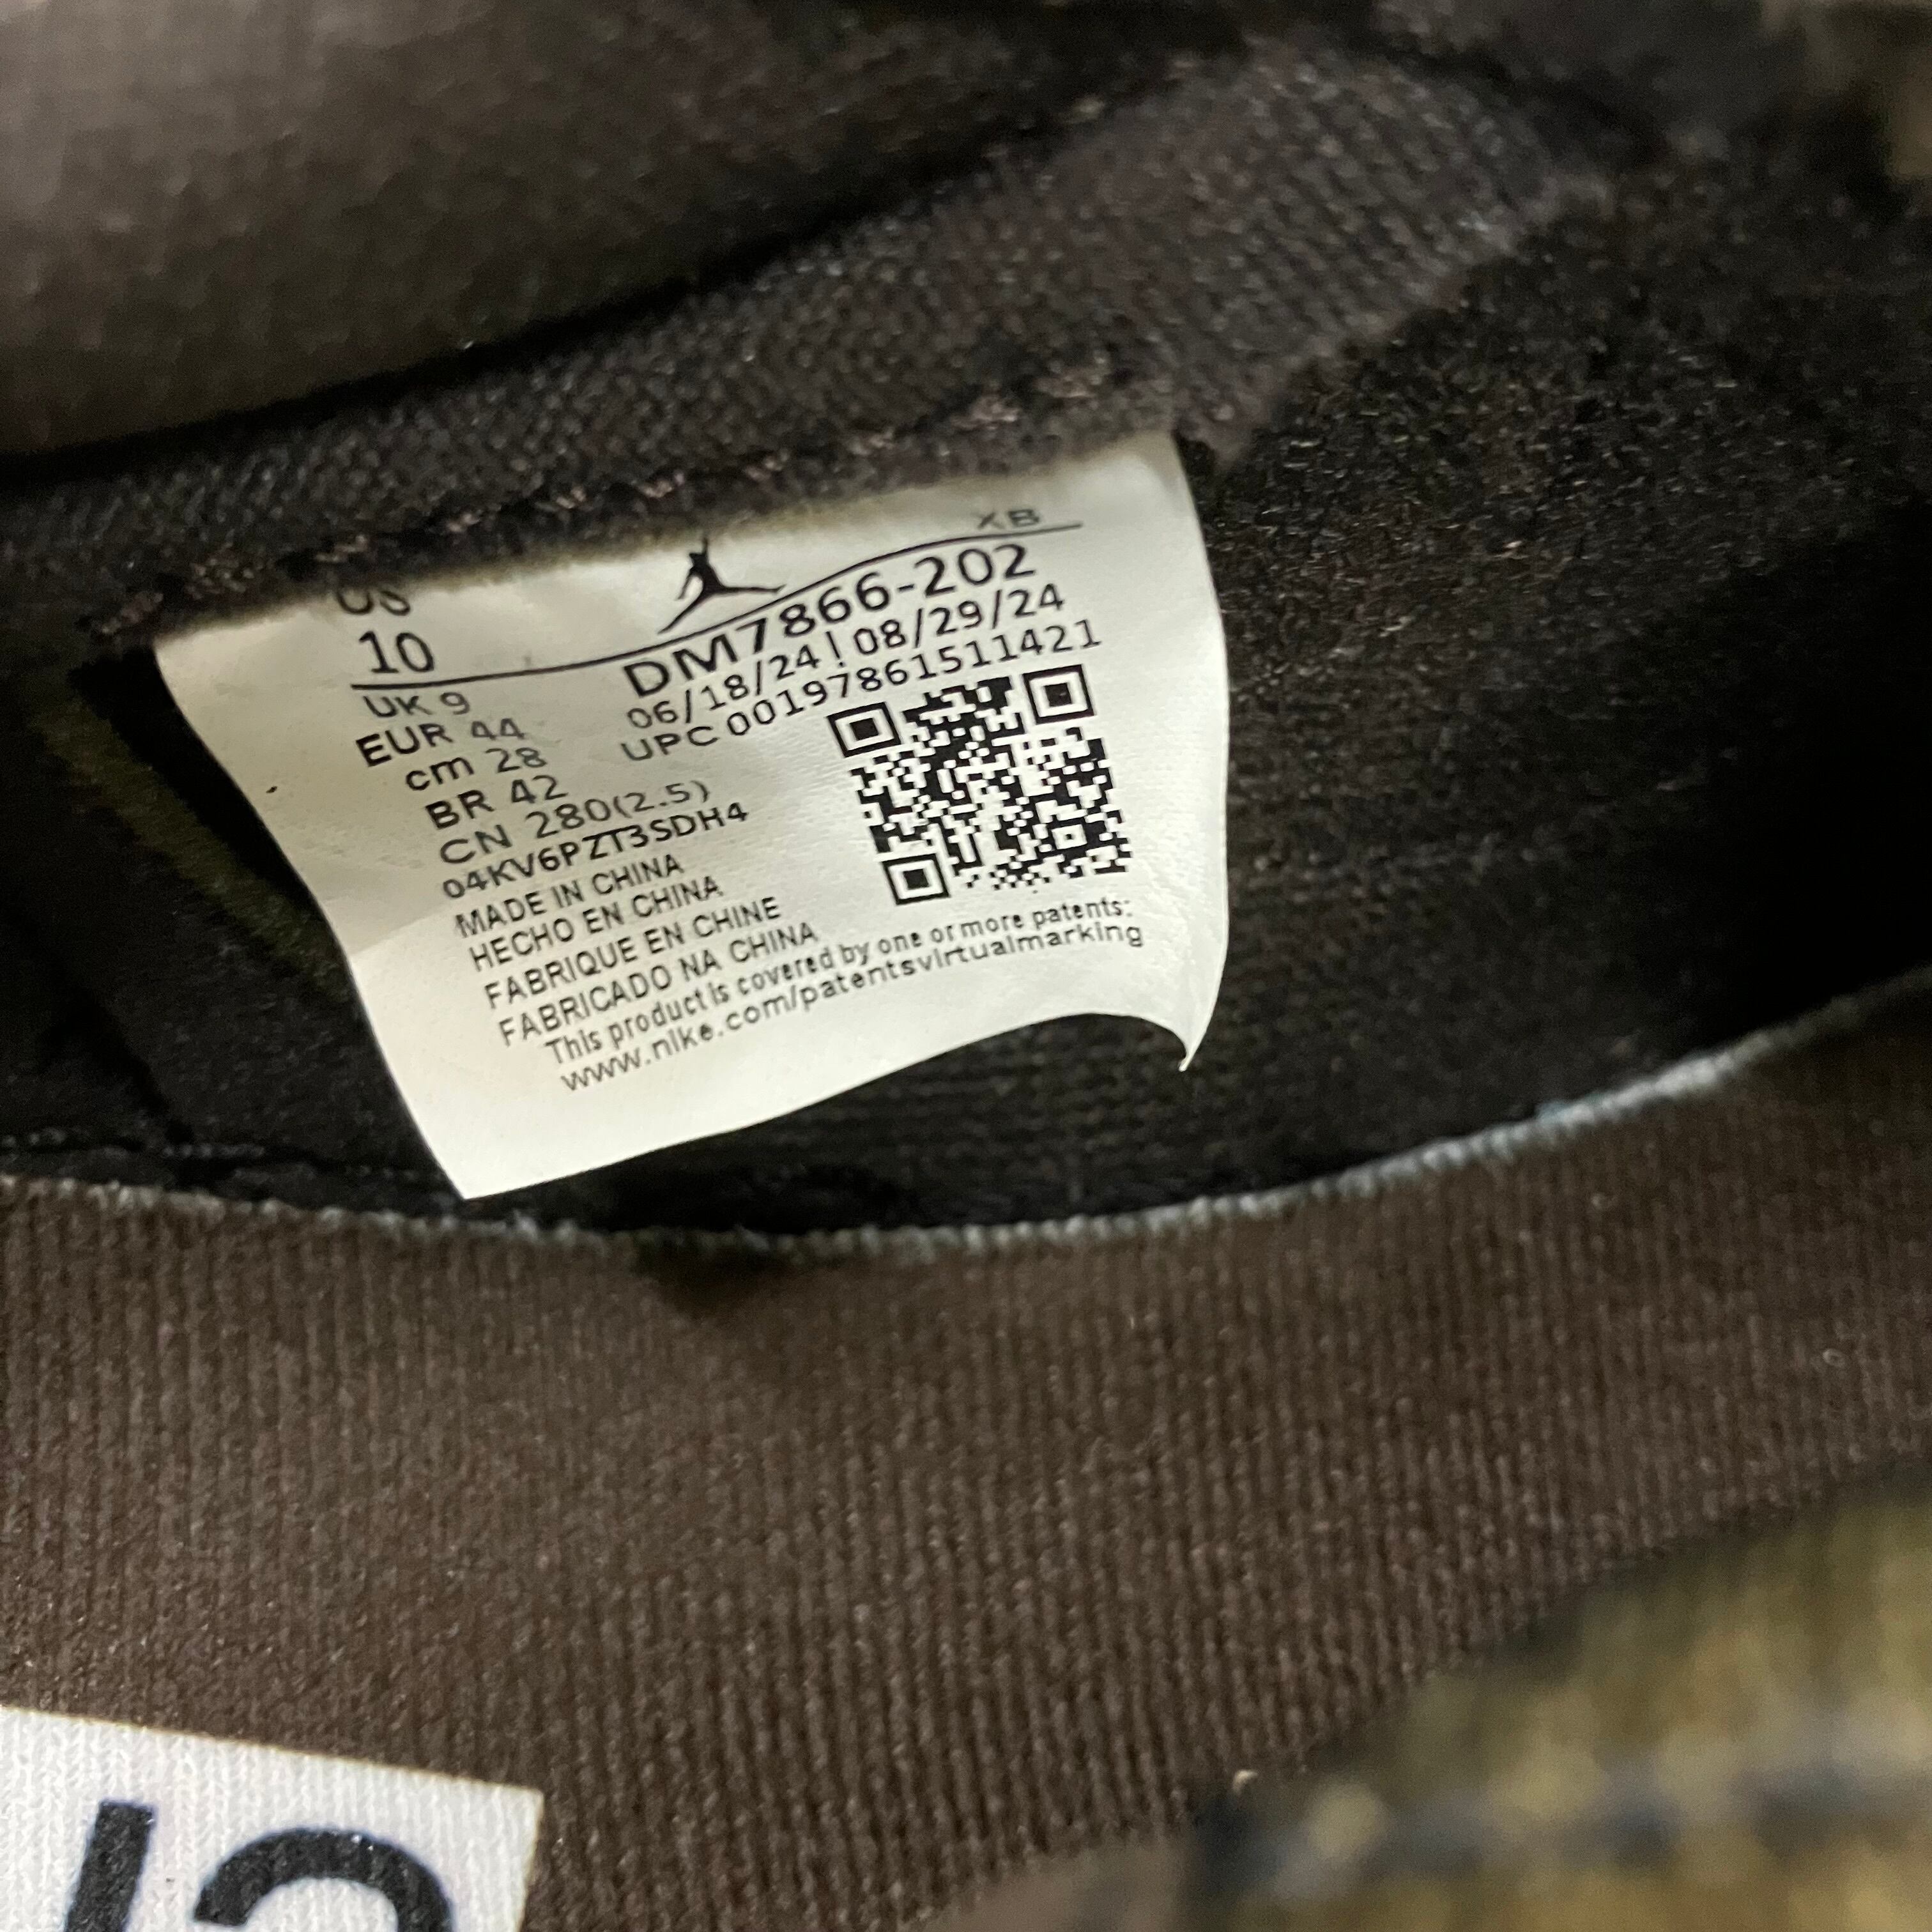 US
10
XB
DM7866-202
06/18/24 ! 08/29/24
UPC 00197861511421
UK 9
EUR 44
cm 28
BR 42
CN 280(2.5)
04KV6PZT3SDH4
MADE IN CHINA
HECHO EN CHINA
FABRIQUE EN CHINE
FABRICADO NA CHINA
This product is covered by one or more patents:
www.nike.com/patentsvirtualmarking